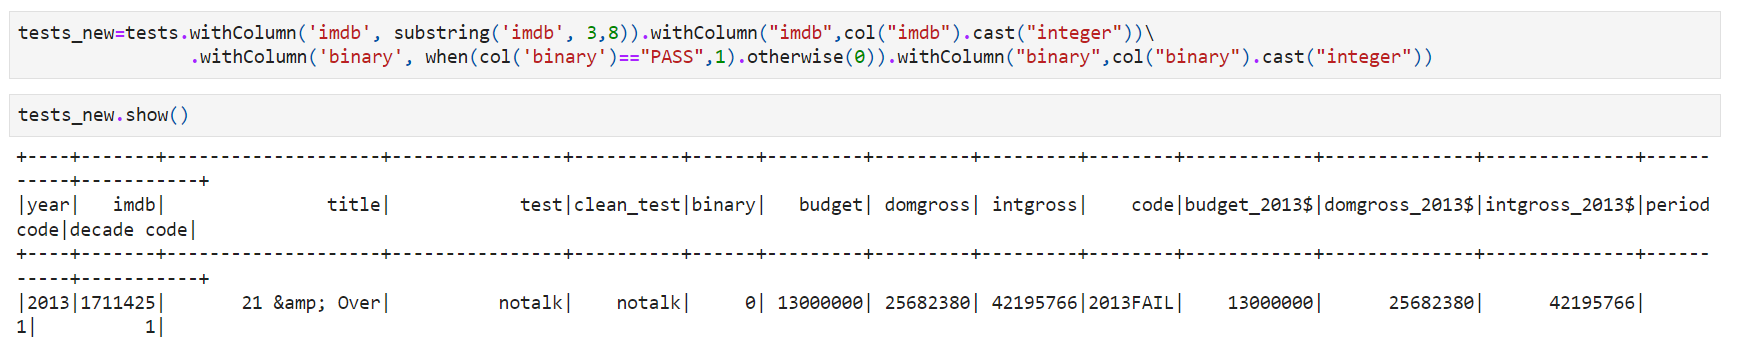 tests_new=tests.withColumn('imdb', substring('imdb', 3,8)).withColumn("imdb",col("imdb").cast("integer"))\
.withColumn('binary', when(col('binary')=="PASS",1).otherwise(0)).withColumn("binary",col("binary").cast("integer"))
tests_new.show()
+----+-------+--------------------+----------------+----------+------+---------+---------+---------+--------+------------+--------------+--------------+------
-----+-----------+
|year|   imdb|               title|            test|clean_test|binary|   budget| domgross| intgross|    code|budget_2013$|domgross_2013$|intgross_2013$|period
code|decade code|
+----+-------+--------------------+----------------+----------+------+---------+---------+---------+--------+------------+--------------+--------------+------
-----+-----------+
|2013|1711425|       21 &amp; Over|          notalk|    notalk|     0| 13000000| 25682380| 42195766|2013FAIL|    13000000|      25682380|      42195766|
1|          1|